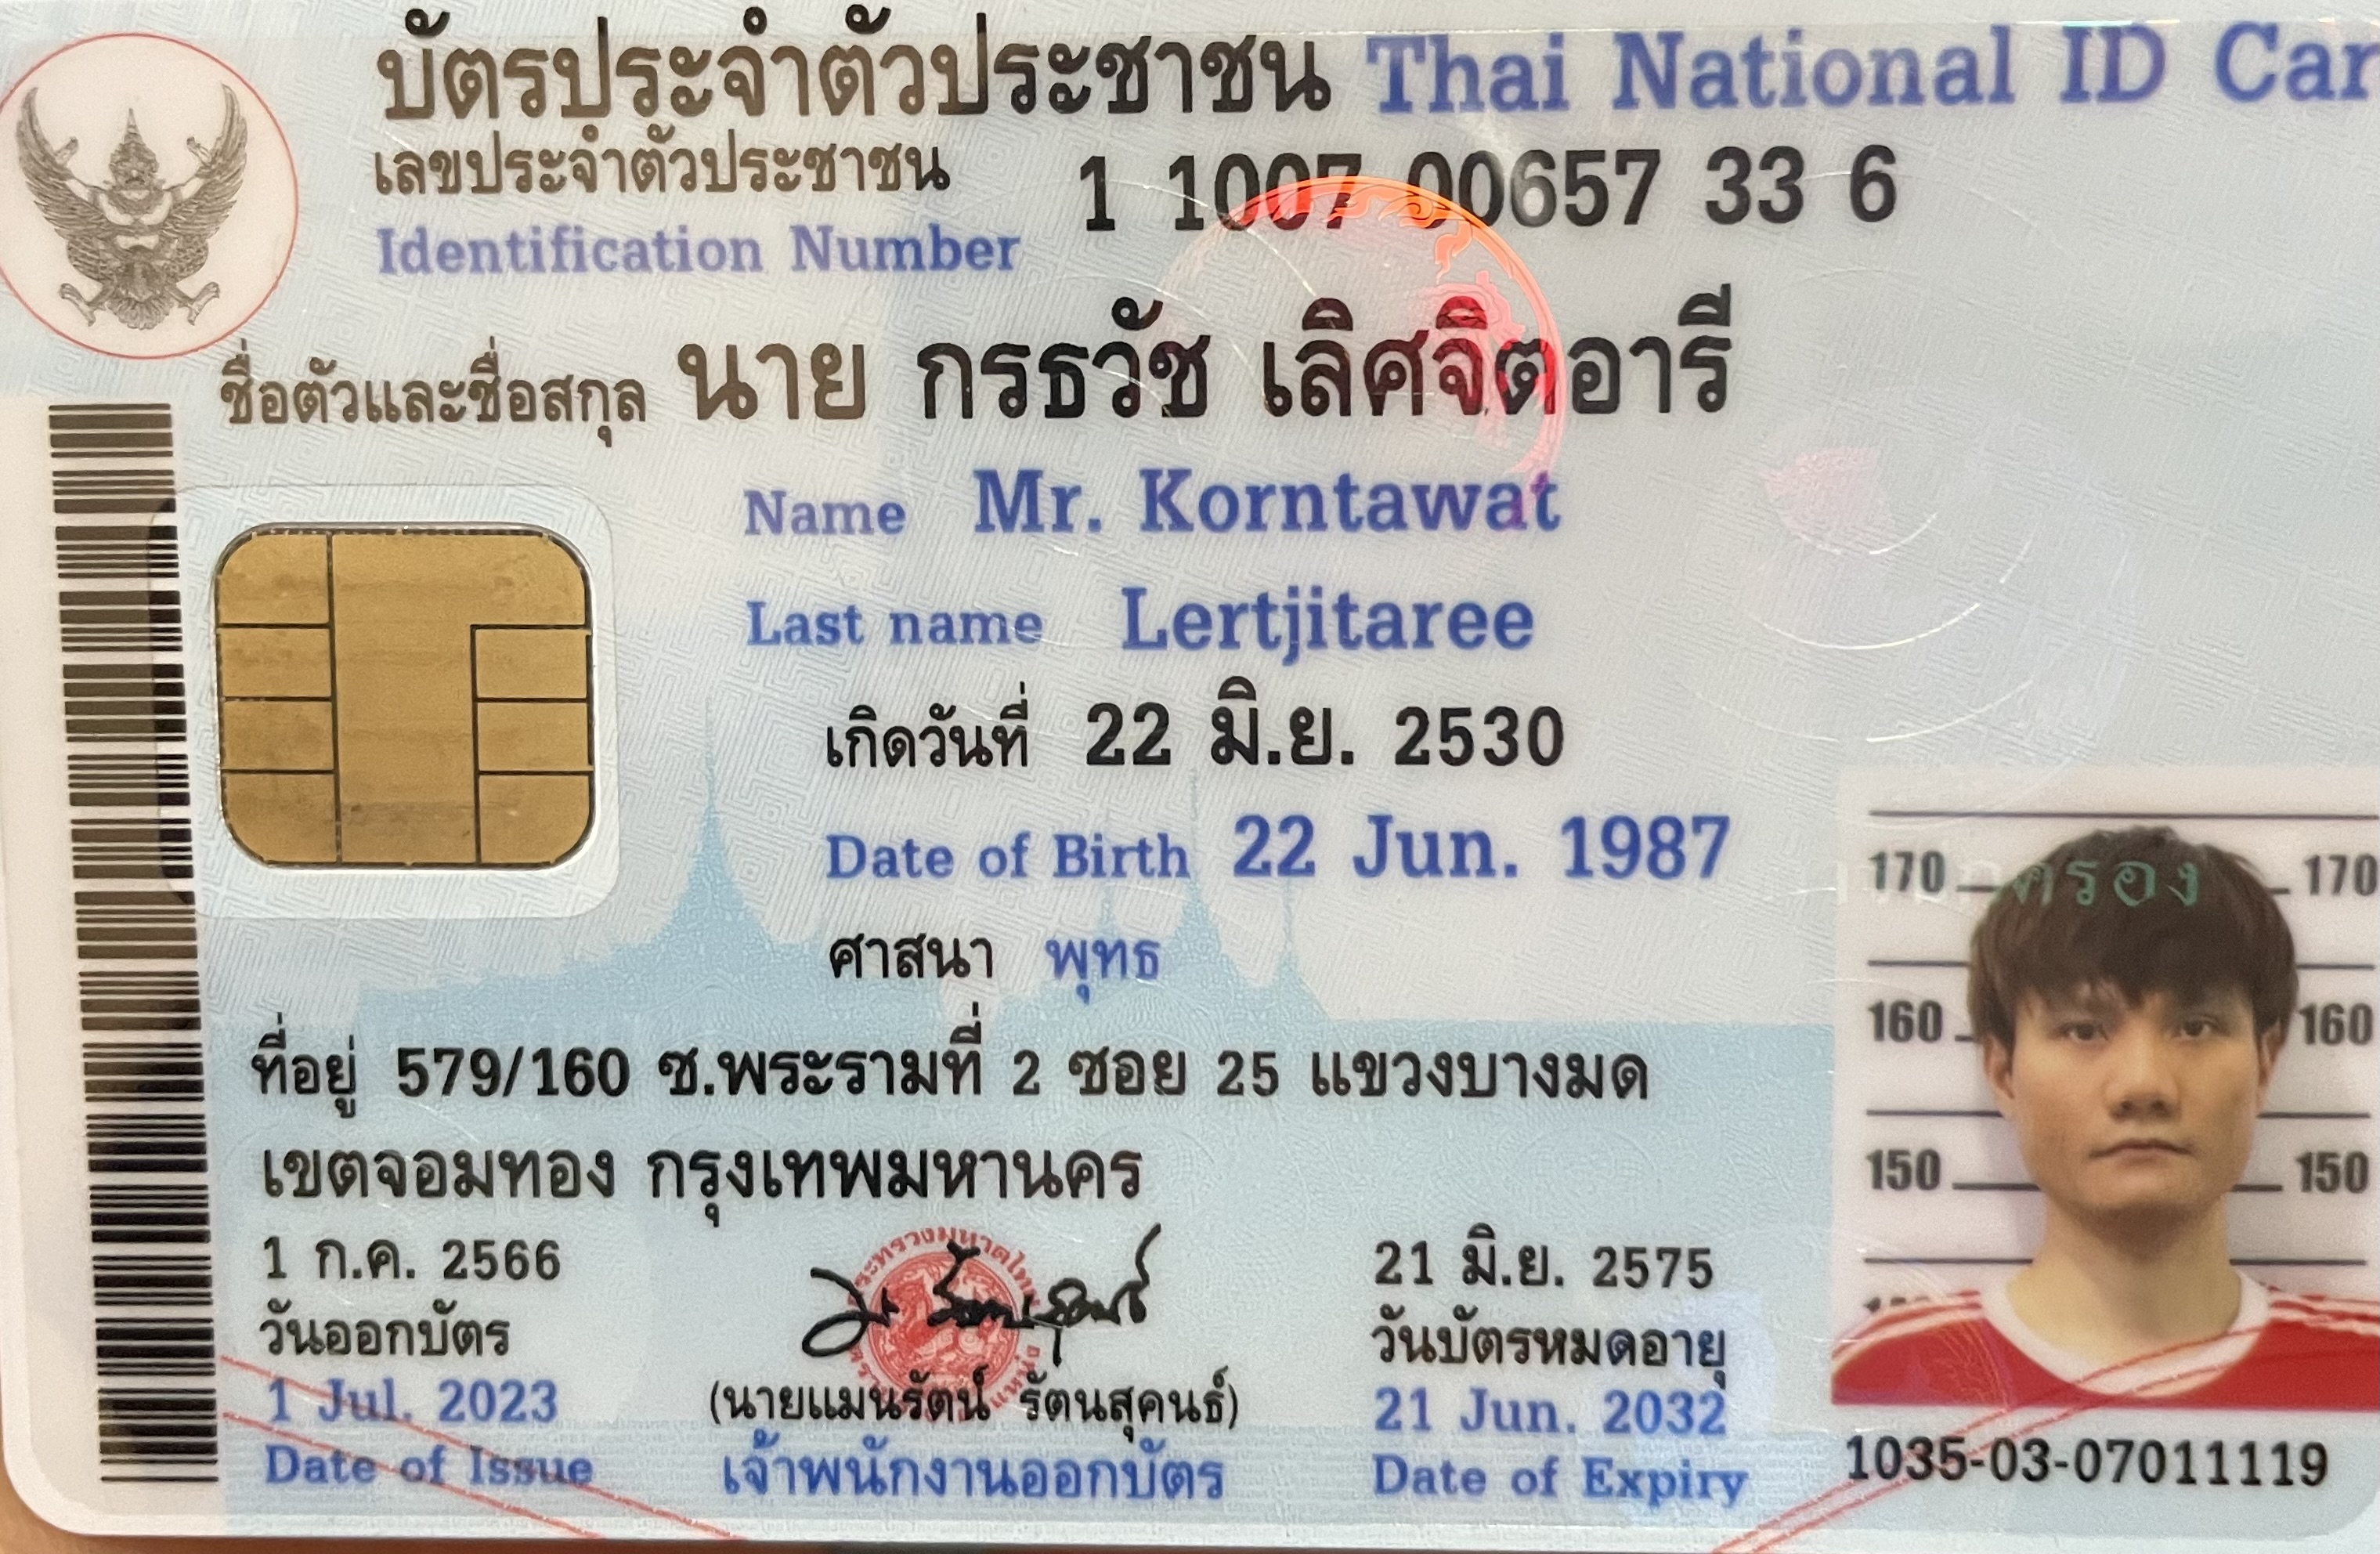 บัตรประจำตัวประชาชน Thai National ID Car
เลขประจำตัวประชาชน 1 1007 00657 33 6
Identification Number
ชื่อตัวและชื่อสกุล นาย กรธวัช เลิศจิตอารี
Name Mr. Korntawat
Last name Lertjitaree
เกิดวันที่ 22 มิ.ย. 2530
Date of Birth 22 Jun. 1987
ศาสนา พุทธ
ที่อยู่ 579/160 ซ.พระรามที่ 2 ซอย 25 แขวงบางมด
เขตจอมทอง กรุงเทพมหานคร
1 ก.ค. 2566
วันออกบัตร
1 Jul. 2023
Date of Issue
(นายแมนรัตน์ รัตนสุคนธ์)
เจ้าพนักงานออกบัตร
21 มิ.ย. 2575
วันบัตรหมดอายุ
21 Jun. 2032
Date of Expiry
170 170
160 160
150 150
1035-03-07011119